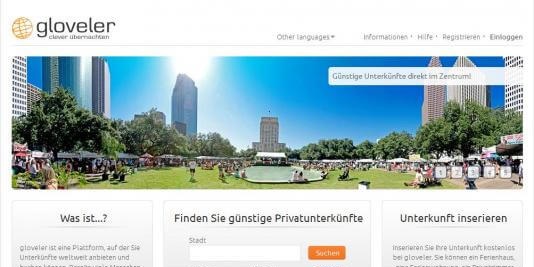 gloveler
clever übernachten
Other languages
Informationen · Hilfe · Registrieren · Einloggen
Günstige Unterkünfte direkt im Zentrum!
1 2 3 4 5
Was ist...?
gloveler ist eine Plattform, auf der Sie
Unterkünfte weltweit anbieten und
Finden Sie günstige Privatunterkünfte
Stadt
Suchen
Unterkunft inserieren
Inserieren Sie Ihre Unterkunft kostenlos
bei gloveler. Sie können ein Ferienhaus,